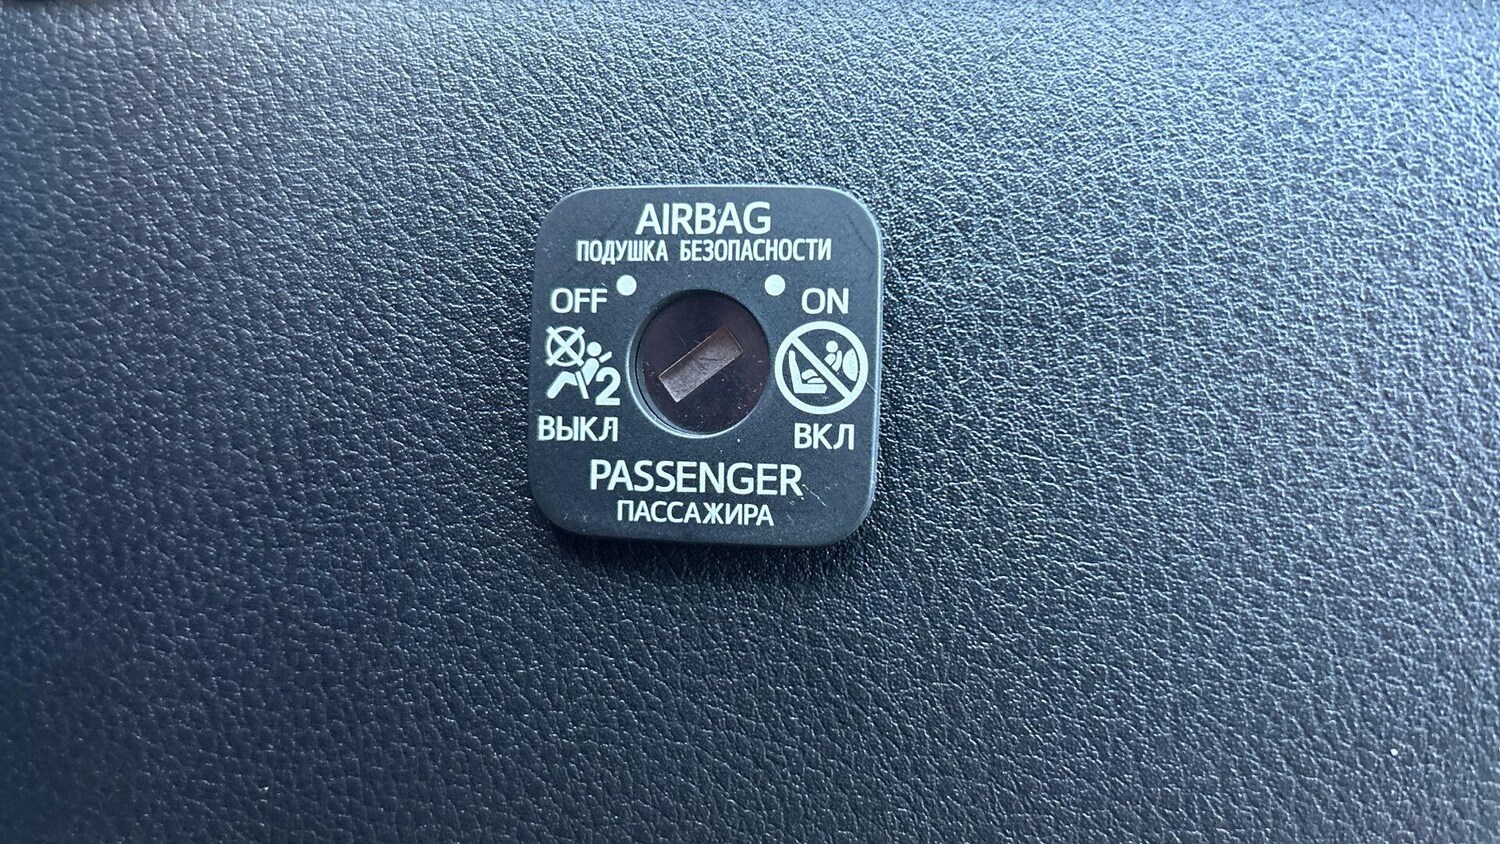 AIRBAG
ПОДУШКА БЕЗОПАСНОСТИ
OFF ON
2
ВЫКЛ ВКЛ
PASSENGER
ПАССАЖИРА